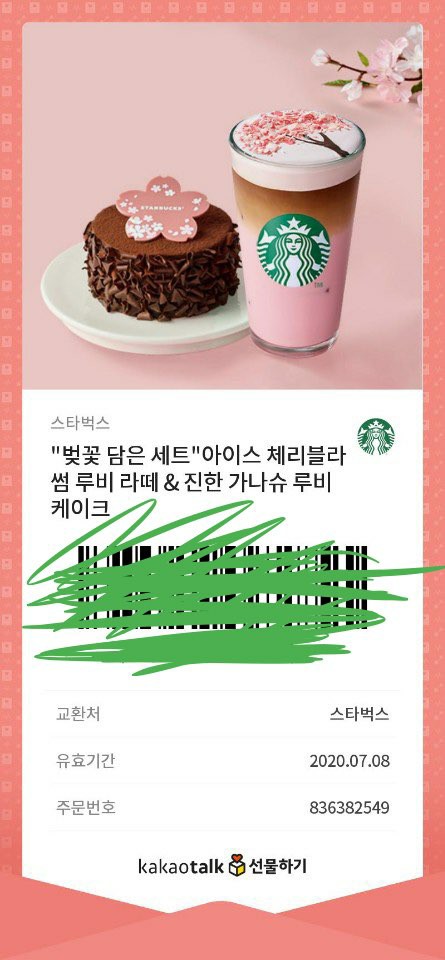 STARBUCKS
TM
스타벅스
"벚꽃 담은 세트"아이스 체리블라
썸 루비 라떼 & 진한 가나슈 루비
케이크
교환처 스타벅스
유효기간 2020.07.08
주문번호 836382549
kakaotalk 선물하기